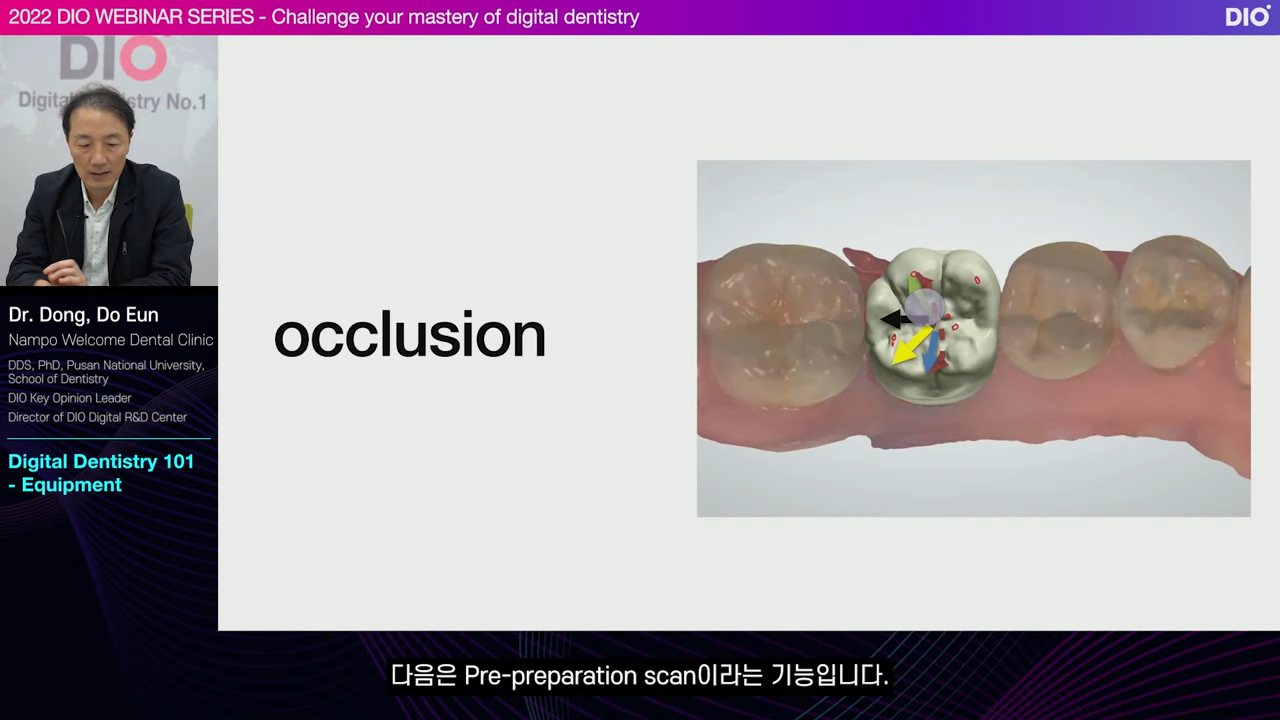 2022 DIO WEBINAR SERIES - Challenge your mastery of digital dentistry
DIO
DIO
Digital Dentistry No.1
Dr. Dong, Do Eun
Nampo Welcome Dental Clinic
DDS, PhD, Pusan National University,
School of Dentistry
DIO Key Opinion Leader
Director of DIO Digital R&D Center
Digital Dentistry 101
- Equipment
occlusion
다음은 Pre-preparation scan이라는 기능입니다.